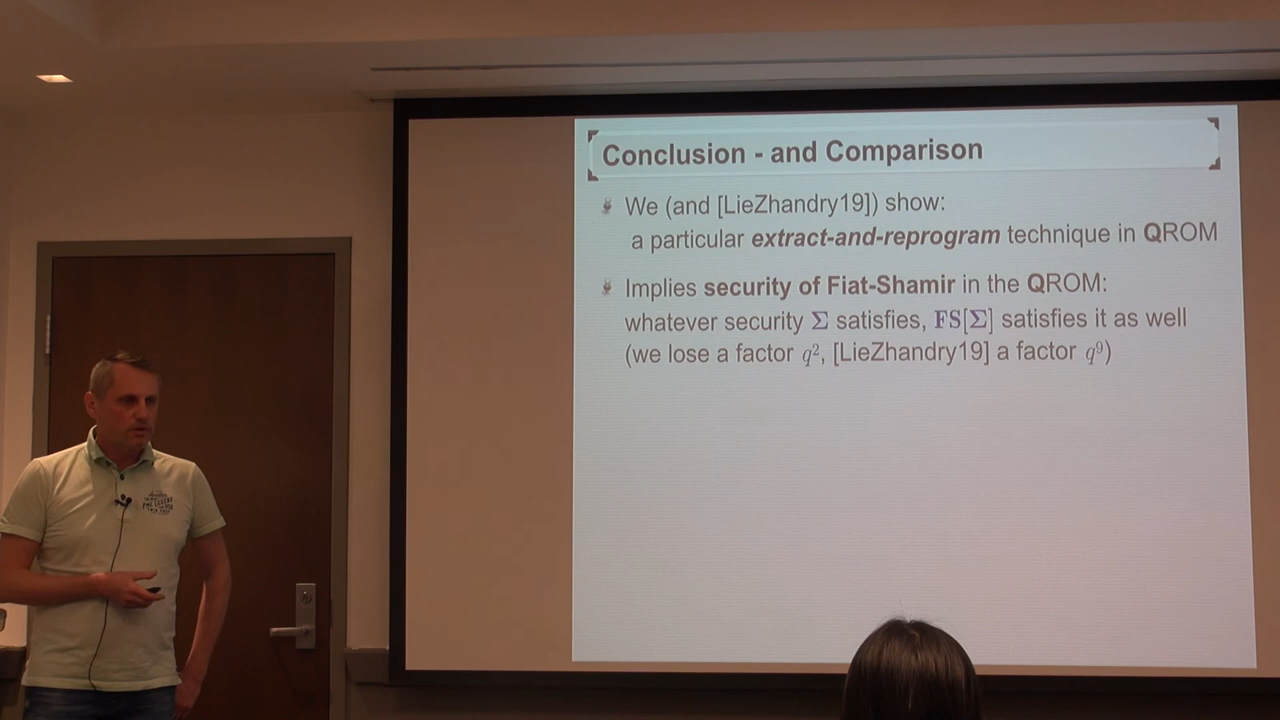 Conclusion - and Comparison
We (and [LieZhandry19]) show:
a particular extract-and-reprogram technique in QROM
Implies security of Fiat-Shamir in the QROM:
whatever security Σ satisfies, FS[Σ] satisfies it as well
(we lose a factor q², [LieZhandry19] a factor q⁹)